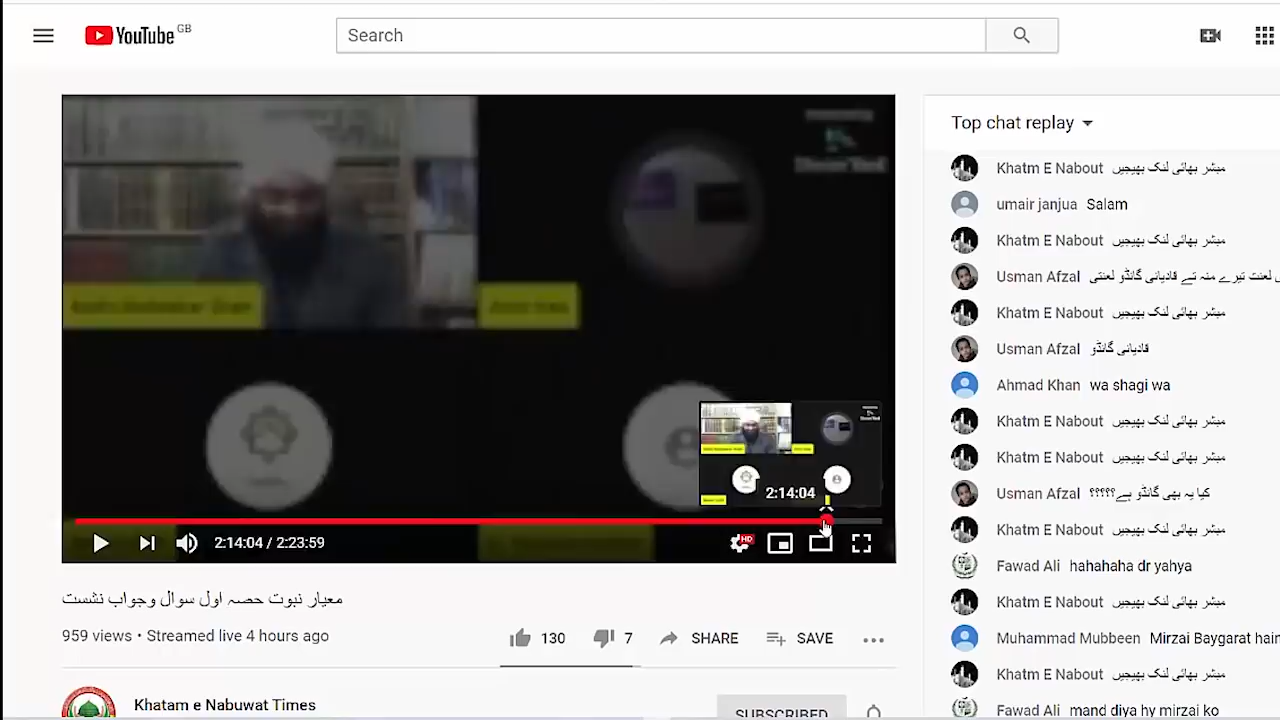 YouTube GB
Search
Top chat replay
Khatm E Nabout مبشر بھائی لنک بھیجیں
umair janjua Salam
Khatm E Nabout مبشر بھائی لنک بھیجیں
Usman Afzal لعنت تیرے منہ تے قادیانی گانڈو لعنتی
Khatm E Nabout مبشر بھائی لنک بھیجیں
Usman Afzal قادیانی گانڈو
Ahmad Khan wa shagi wa
Khatm E Nabout مبشر بھائی لنک بھیجیں
Khatm E Nabout مبشر بھائی لنک بھیجیں
Usman Afzal کیا یہ بھی گانڈو ہے؟؟؟؟؟
Khatm E Nabout مبشر بھائی لنک بھیجیں
Fawad Ali hahahaha dr yahya
Khatm E Nabout مبشر بھائی لنک بھیجیں
Muhammad Mubbeen Mirzai Baygarat hain
Khatm E Nabout مبشر بھائی لنک بھیجیں
Fawad Ali mand diya hy mirzai ko
2:14:04
2:14:04 / 2:23:59
HD
معیار نبوت حصہ اول سوال وجواب نشست
959 views • Streamed live 4 hours ago
130
7
SHARE
SAVE
Khatam e Nabuwat Times
SUBSCRIBED